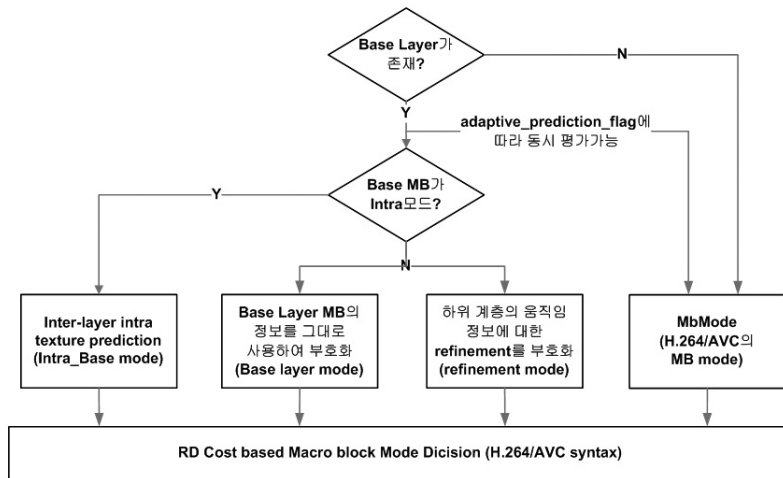 Base Layer가
존재?
N
Y
adaptive_prediction_flag에
따라 동시 평가가능
Base MB가
Intra모드?
Y
N
Inter-layer intra
texture prediction
(Intra_Base mode)
Base Layer MB의
정보를 그대로
사용하여 부호화
(Base layer mode)
하위 계층의 움직임
정보에 대한
refinement를 부호화
(refinement mode)
MbMode
(H.264/AVC의
MB mode)
RD Cost based Macro block Mode Dicision (H.264/AVC syntax)